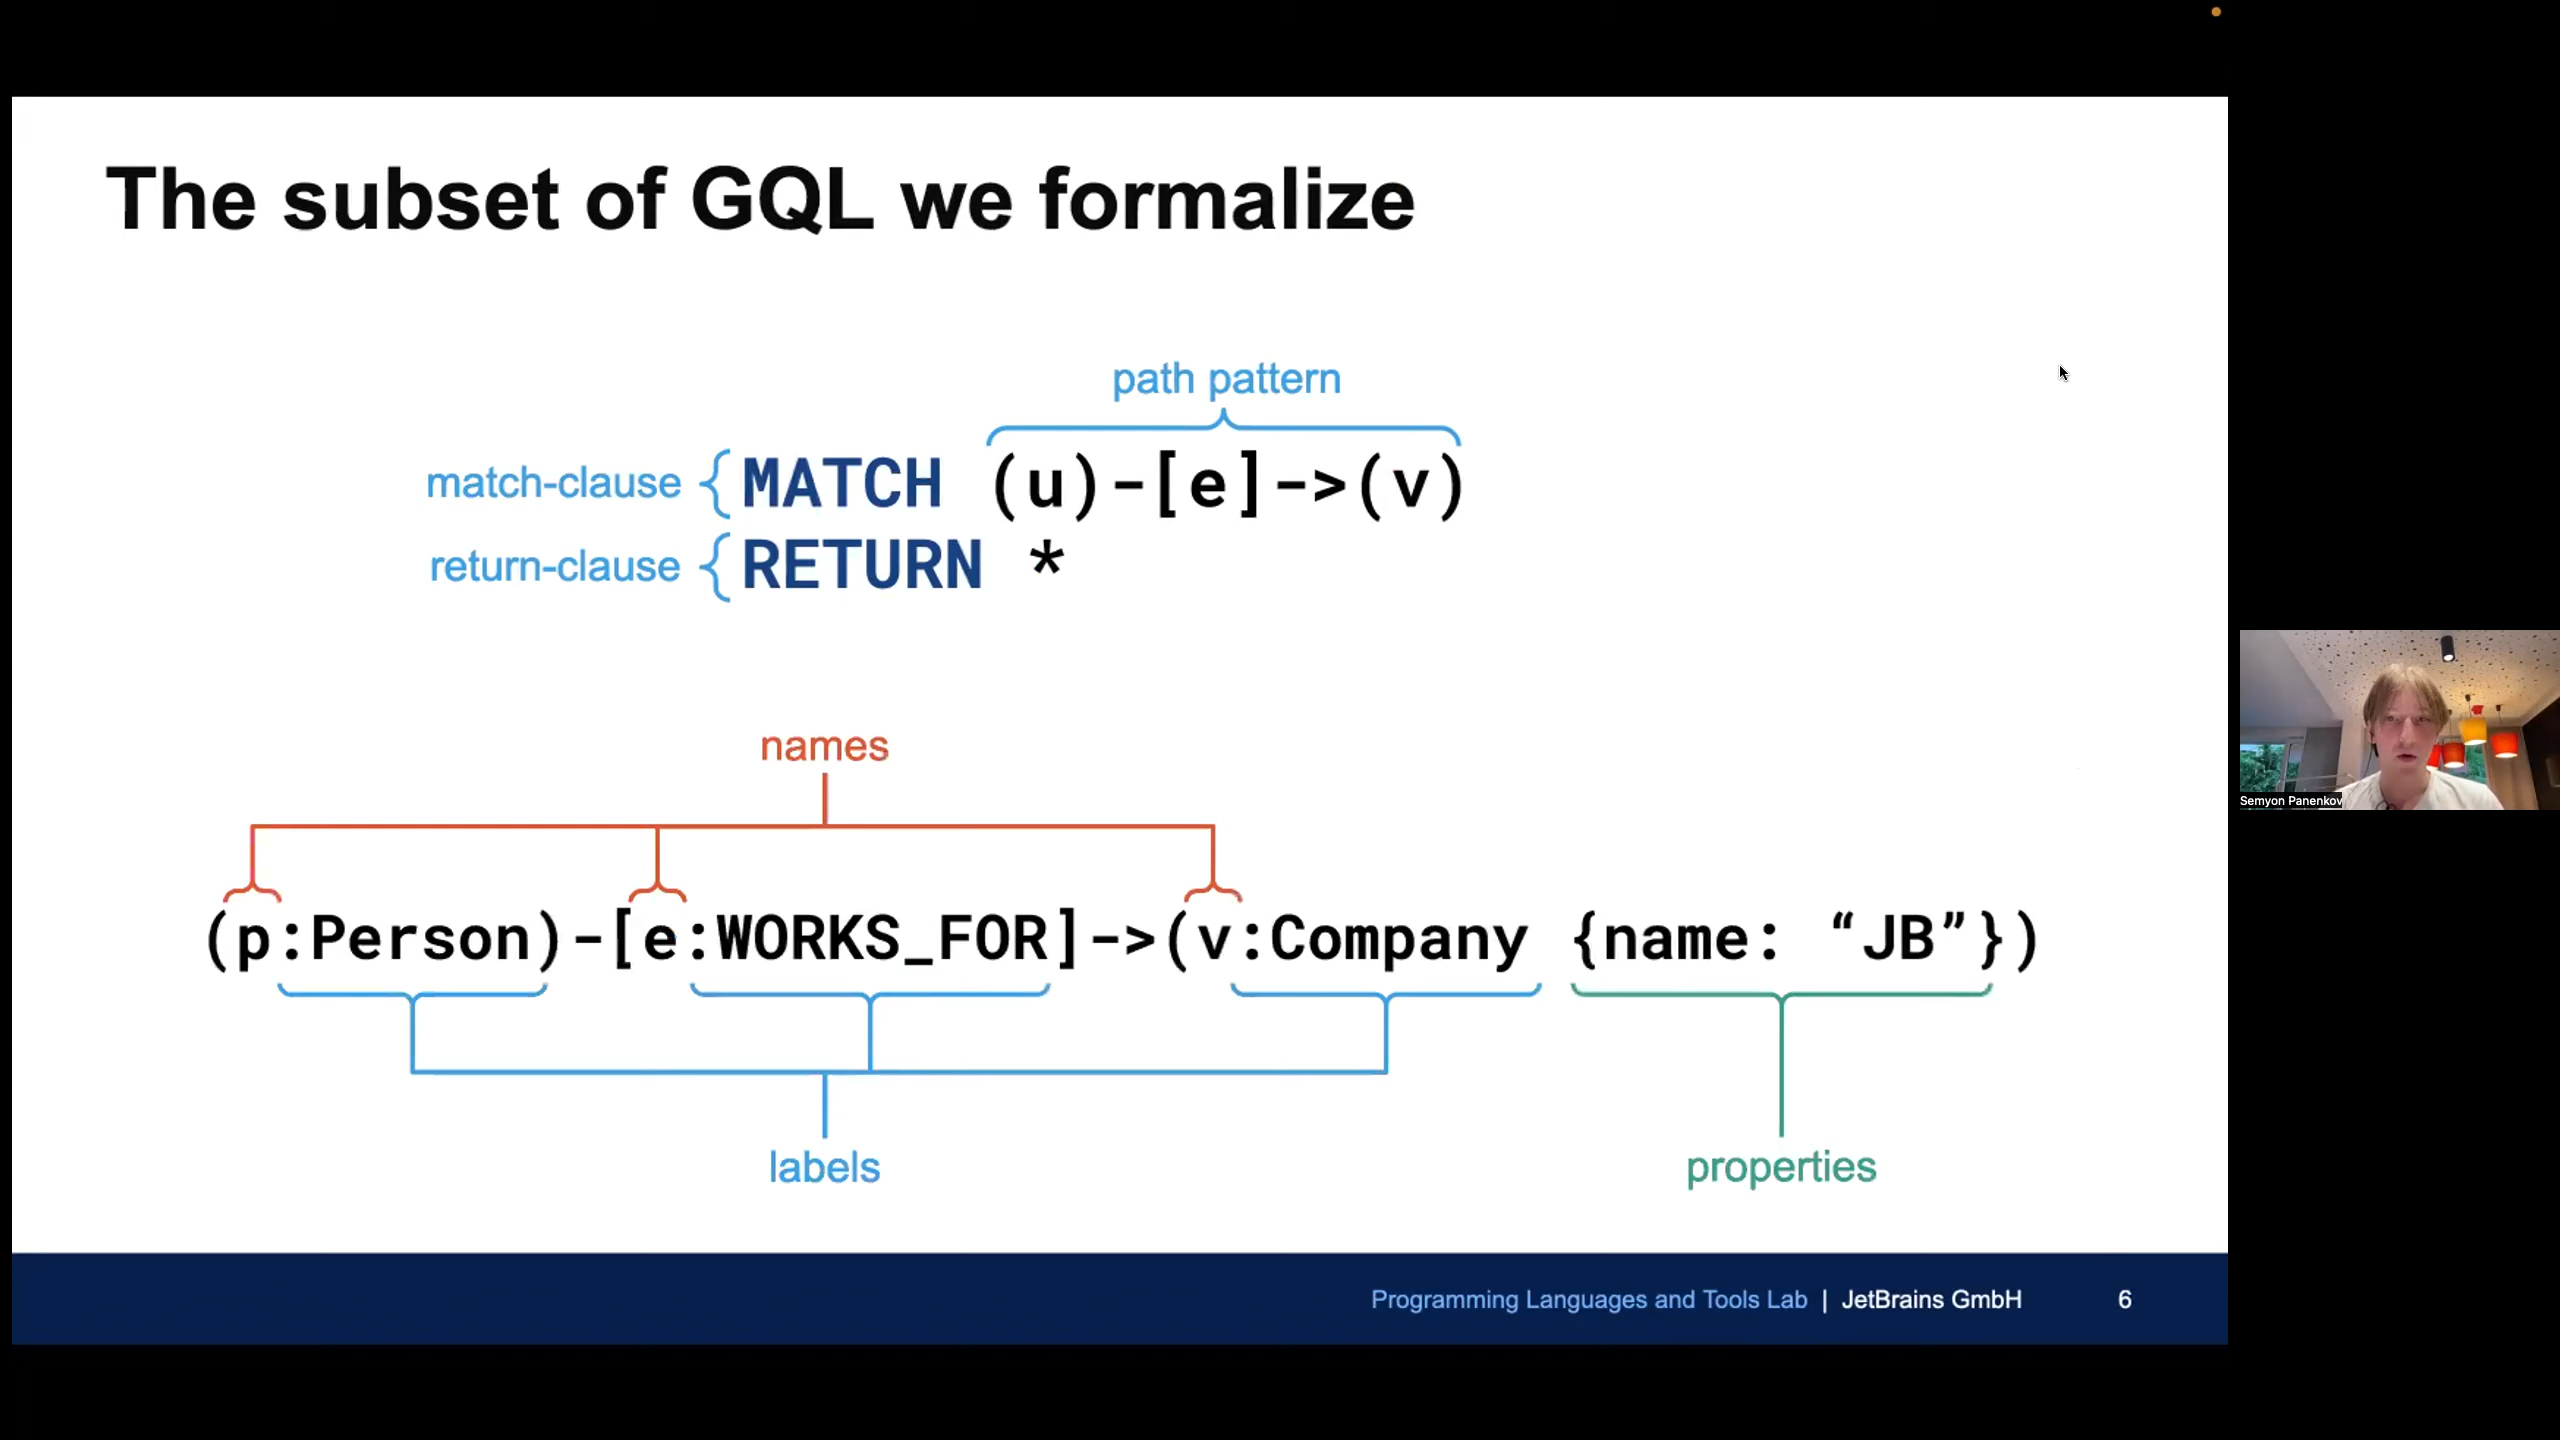 The subset of GQL we formalize
path pattern
match-clause { MATCH (u)-[e]->(v)
return-clause { RETURN *
names
(p:Person)-[e:WORKS_FOR]->(v:Company {name: “JB”})
labels
properties
Semyon Panenkov
Programming Languages and Tools Lab | JetBrains GmbH 6